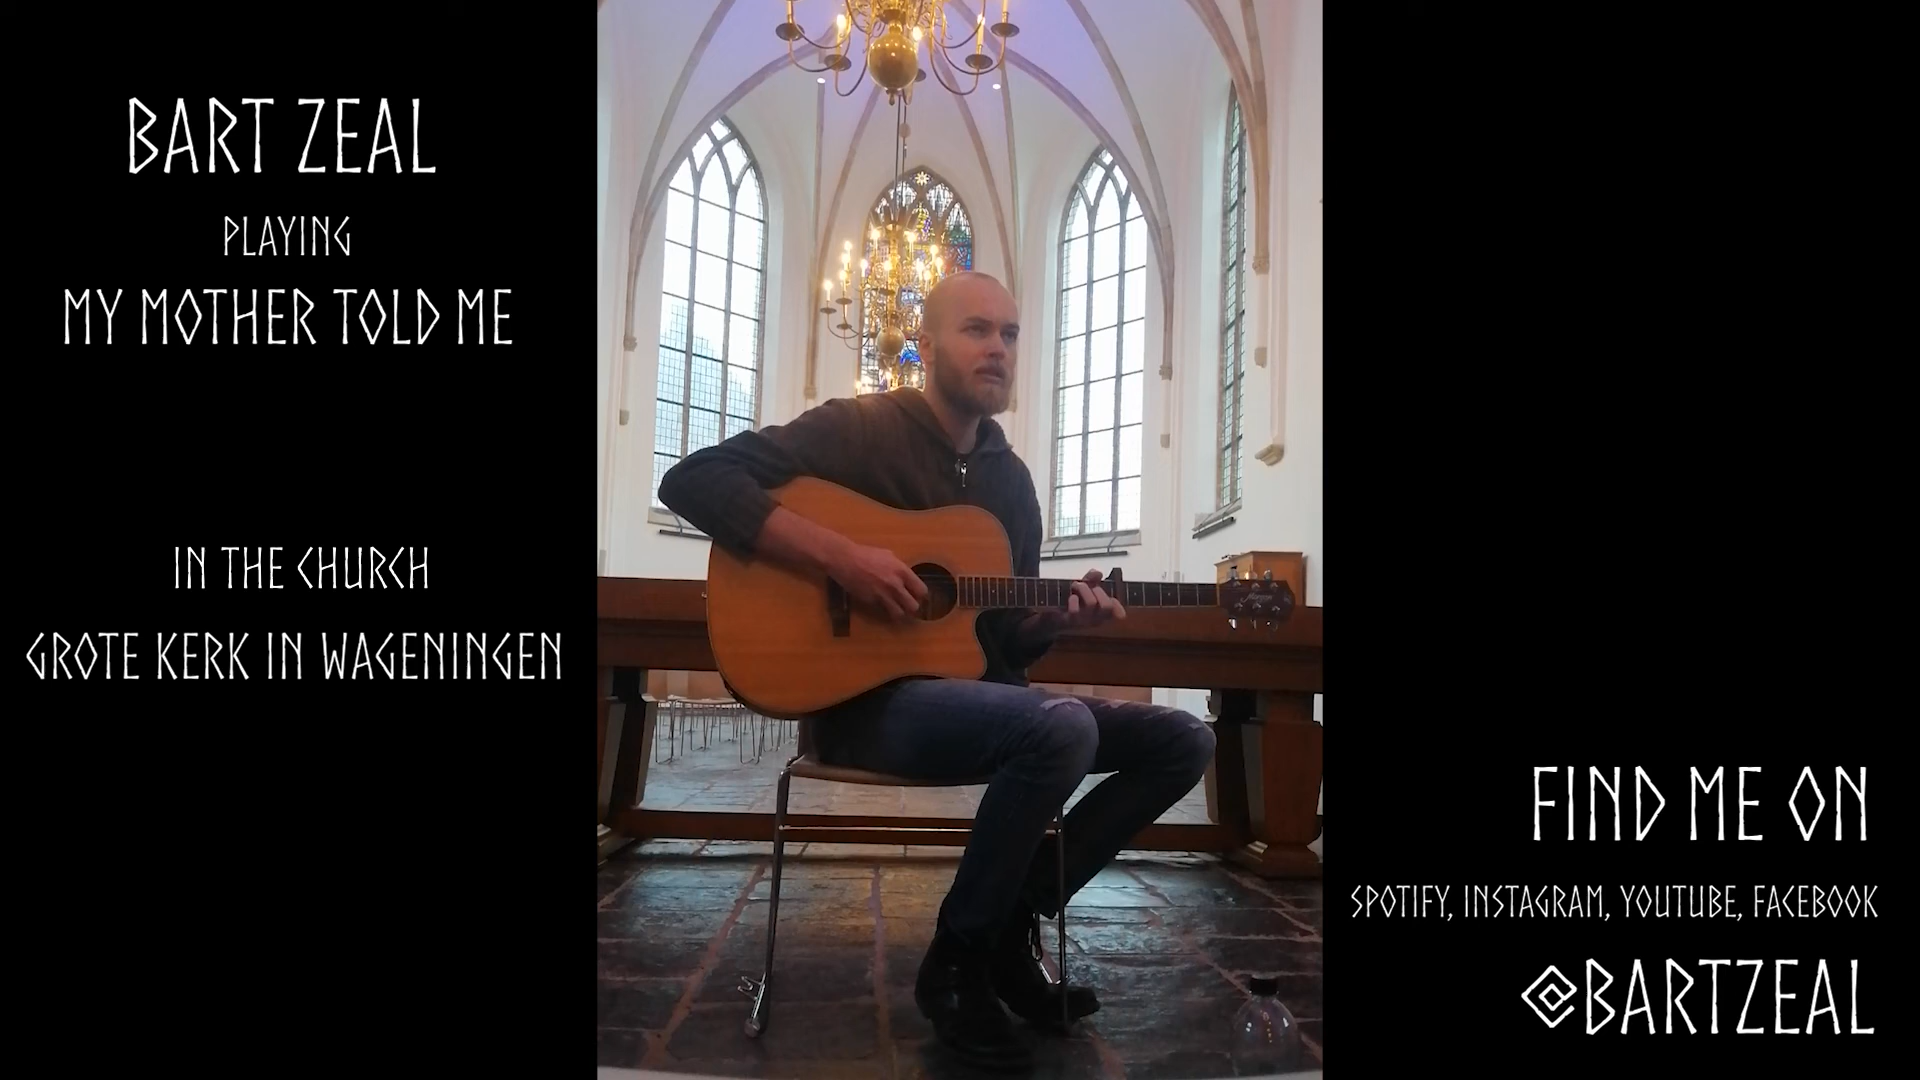 BART ZEAL
PLAYING
MY MOTHER TOLD ME
IN THE CHURCH
GROTE KERK IN WAGENINGEN
FIND ME ON
SPOTIFY, INSTAGRAM, YOUTUBE, FACEBOOK
@BARTZEAL